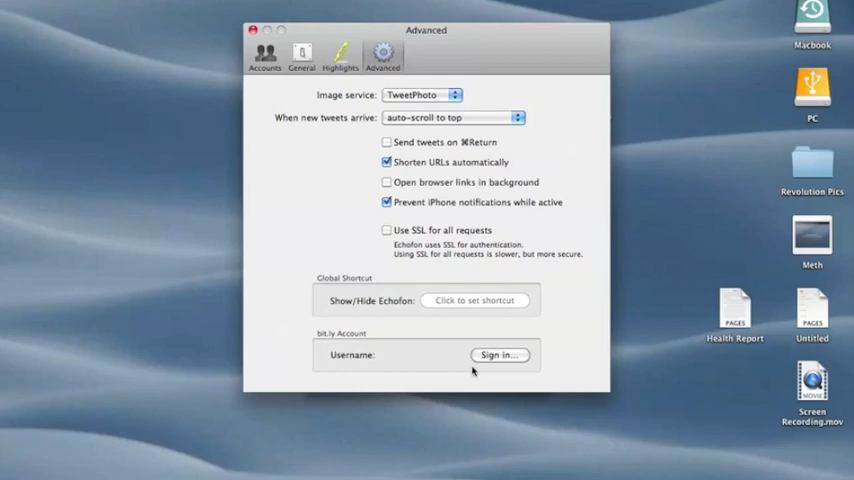 Advanced
Accounts
General
Highlights
Advanced
Image service: TweetPhoto
When new tweets arrive: auto-scroll to top
Send tweets on ⌘Return
Shorten URLs automatically
Open browser links in background
Prevent iPhone notifications while active
Use SSL for all requests
Echofon uses SSL for authentication.
Using SSL for all requests is slower, but more secure.
Global Shortcut
Show/Hide Echofon: Click to set shortcut
bit.ly Account
Username: Sign in...
Macbook
PC
Revolution Pics
Meth
PAGES
Health Report
PAGES
Untitled
MOVIE
Screen
Recording.mov